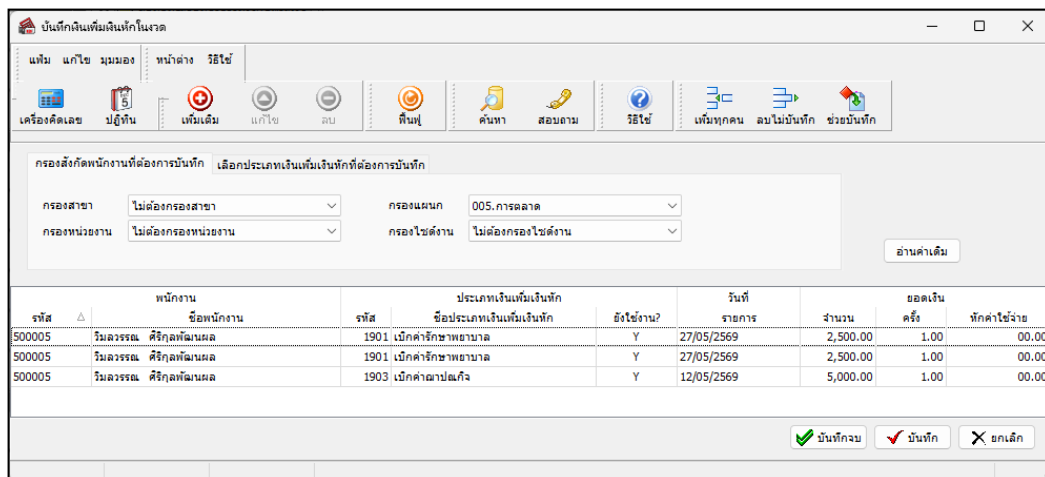 บันทึกเงินเพิ่มเงินหักในงวด
แฟ้ม แก้ไข มุมมอง หน้าต่าง วิธีใช้
เครื่องคิดเลข ปฏิทิน เพิ่มเติม แก้ไข ลบ ฟื้นฟู ค้นหา สอบถาม วิธีใช้ เพิ่มทุกคน ลบไม่บันทึก ช่วยบันทึก
กรองสังกัดพนักงานที่ต้องการบันทึก เลือกประเภทเงินเพิ่มเงินหักที่ต้องการบันทึก
กรองสาขา ไม่ต้องกรองสาขา กรองแผนก 005.การตลาด
กรองหน่วยงาน ไม่ต้องกรองหน่วยงาน กรองไซด์งาน ไม่ต้องกรองไซด์งาน
อ่านค่าเดิม
พนักงาน ประเภทเงินเพิ่มเงินหัก วันที่ ยอดเงิน
รหัส ชื่อพนักงาน รหัส ชื่อประเภทเงินเพิ่มเงินหัก ยังใช้งาน? รายการ จำนวน ครั้ง หักค่าใช้จ่าย
500005 วิมลวรรณ ศิริกุลพัฒนผล 1901 เบิกค่ารักษาพยาบาล Y 27/05/2569 2,500.00 1.00 00.00
500005 วิมลวรรณ ศิริกุลพัฒนผล 1901 เบิกค่ารักษาพยาบาล Y 27/05/2569 2,500.00 1.00 00.00
500005 วิมลวรรณ ศิริกุลพัฒนผล 1903 เบิกค่าฌาปณกิจ Y 12/05/2569 5,000.00 1.00 00.00
บันทึกจบ บันทึก ยกเลิก